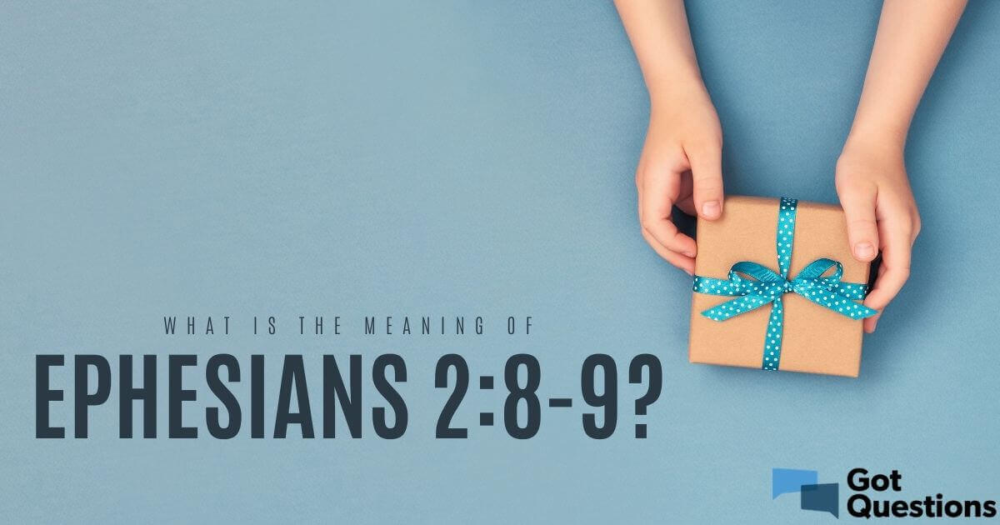 WHAT IS THE MEANING OF
EPHESIANS 2:8-9?
Got
Questions